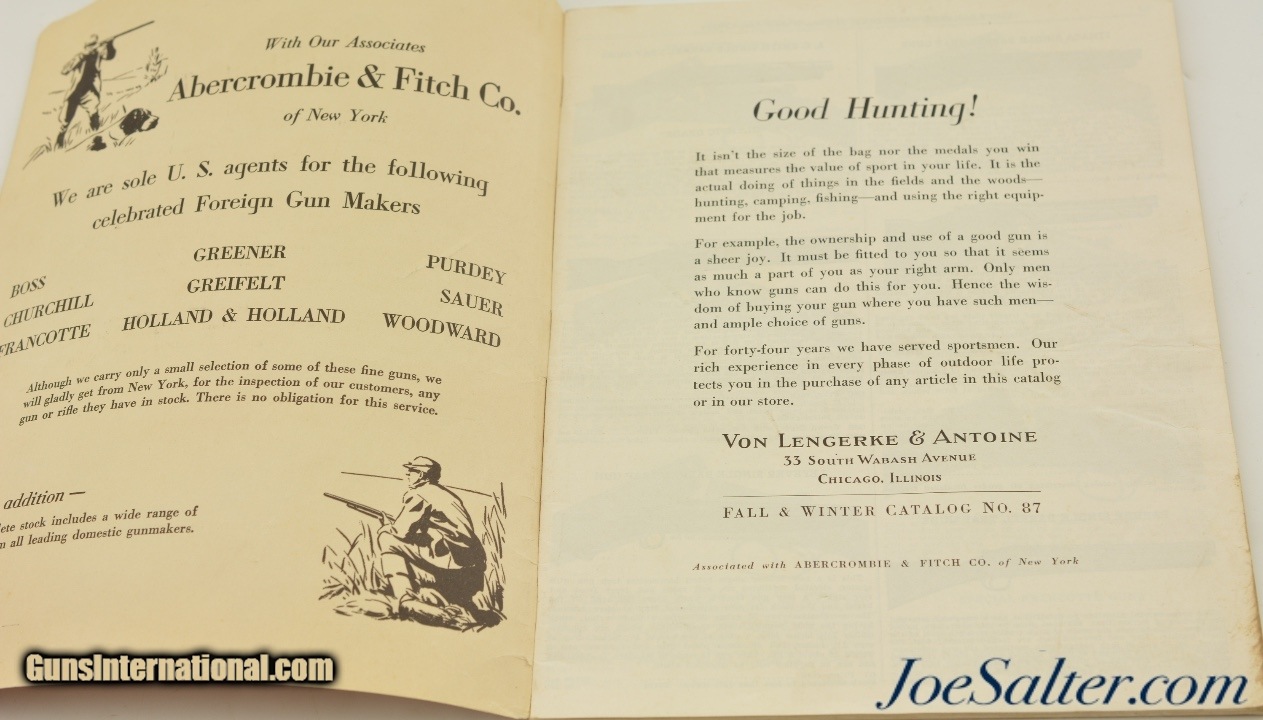 With Our Associates
Abercrombie & Fitch Co.
of New York
We are sole U. S. agents for the following
celebrated Foreign Gun Makers
BOSS
CHURCHILL
FRANCOTTE
GREENER
GREIFELT
HOLLAND & HOLLAND
PURDEY
SAUER
WOODWARD
Although we carry only a small selection of some of these fine guns, we
will gladly get from New York, for the inspection of our customers, any
gun or rifle they have in stock. There is no obligation for this service.
addition —
stock includes a wide range of
all leading domestic gunmakers.
Good Hunting!
It isn't the size of the bag nor the medals you win
that measures the value of sport in your life. It is the
actual doing of things in the fields and the woods—
hunting, camping, fishing—and using the right equip-
ment for the job.
For example, the ownership and use of a good gun is
a sheer joy. It must be fitted to you so that it seems
as much a part of you as your right arm. Only men
who know guns can do this for you. Hence the wis-
dom of buying your gun where you have such men—
and ample choice of guns.
For forty-four years we have served sportsmen. Our
rich experience in every phase of outdoor life pro-
tects you in the purchase of any article in this catalog
or in our store.
VON LENGERKE & ANTOINE
33 SOUTH WABASH AVENUE
CHICAGO, ILLINOIS
FALL & WINTER CATALOG NO. 87
Associated with ABERCROMBIE & FITCH CO. of New York
GunsInternational.com
JoeSalter.com